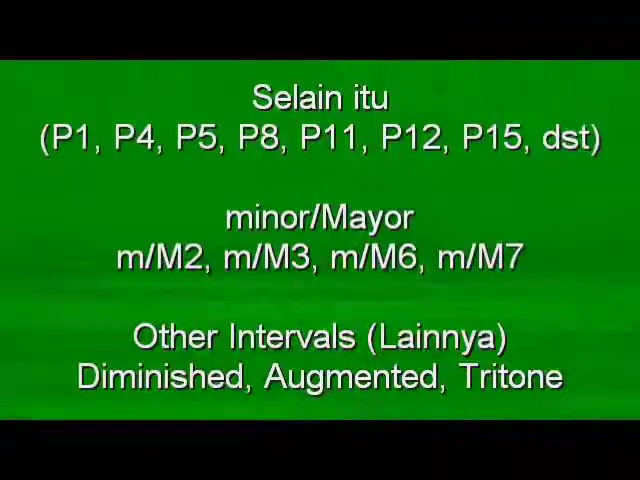 Selain itu
(P1, P4, P5, P8, P11, P12, P15, dst)
minor/Mayor
m/M2, m/M3, m/M6, m/M7
Other Intervals (Lainnya)
Diminished, Augmented, Tritone